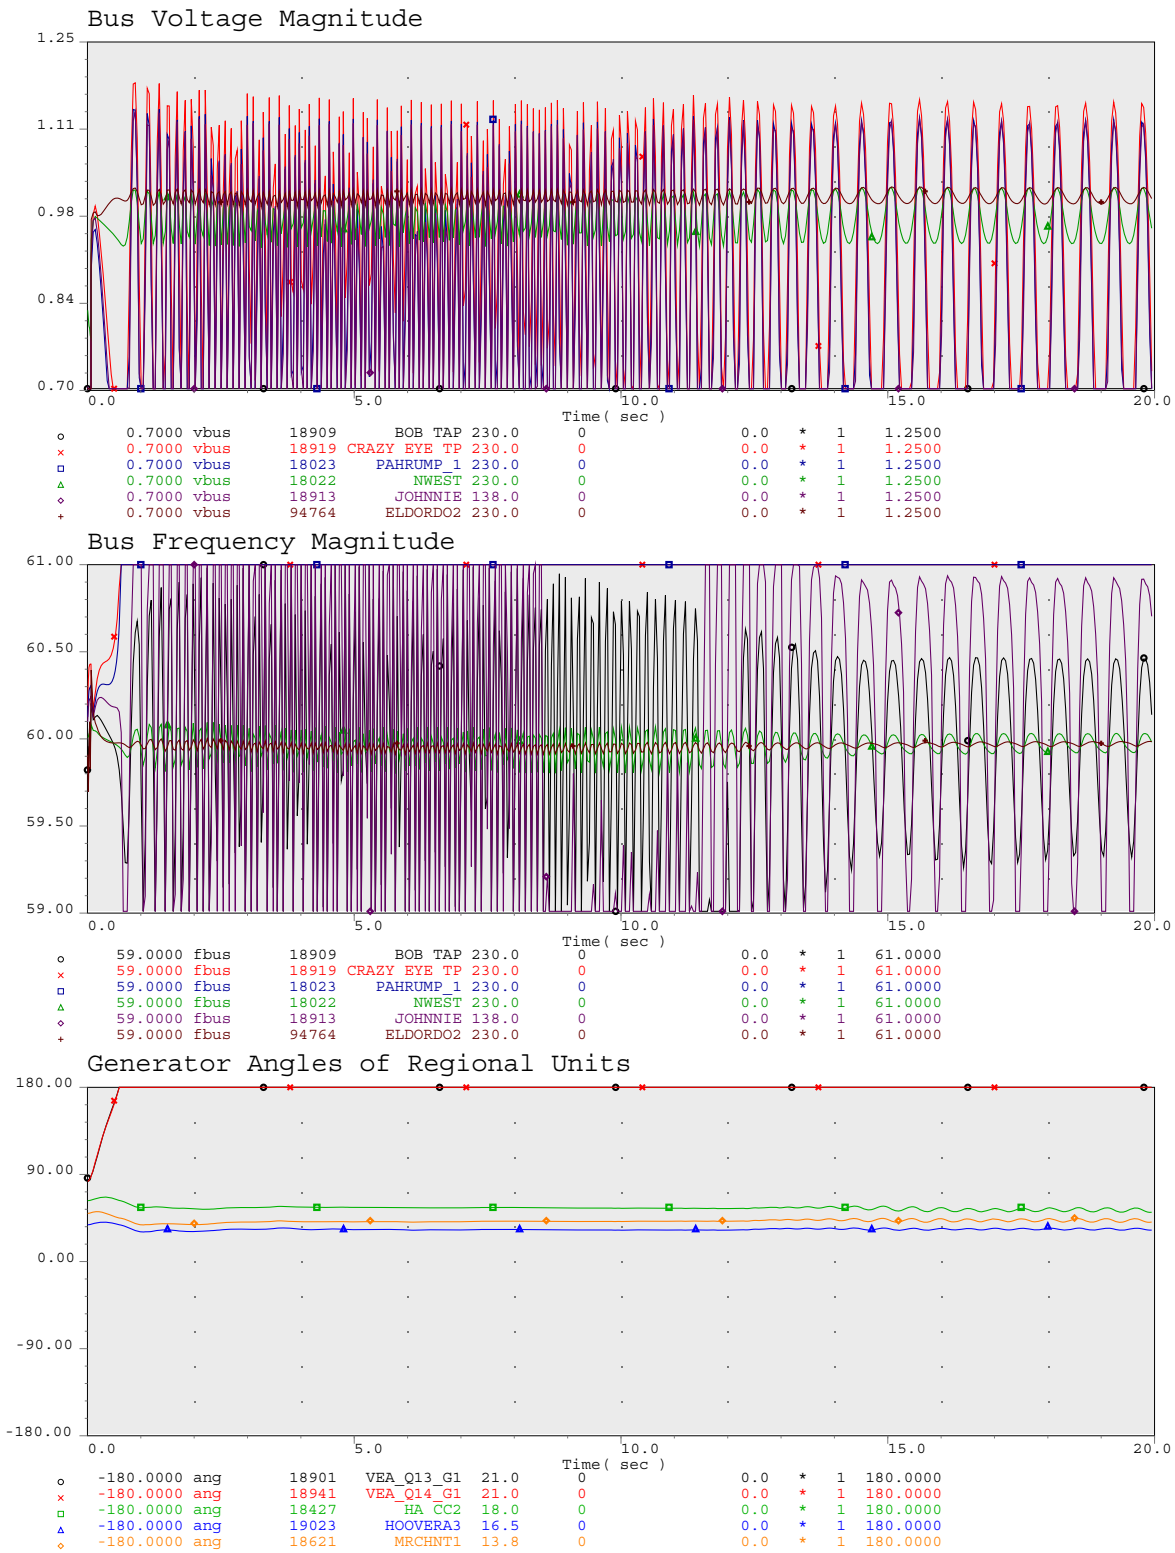 Bus Voltage Magnitude
1.25
1.11
0.98
0.84
0.70
0.0 5.0 10.0 15.0 20.0
Time( sec )
0.7000 vbus 18909 BOB TAP 230.0 0 0.0 * 1 1.2500
0.7000 vbus 18919 CRAZY EYE TP 230.0 0 0.0 * 1 1.2500
0.7000 vbus 18023 PAHRUMP_1 230.0 0 0.0 * 1 1.2500
0.7000 vbus 18022 NWEST 230.0 0 0.0 * 1 1.2500
0.7000 vbus 18913 JOHNNIE 138.0 0 0.0 * 1 1.2500
0.7000 vbus 94764 ELDORDO2 230.0 0 0.0 * 1 1.2500
Bus Frequency Magnitude
61.00
60.50
60.00
59.50
59.00
0.0 5.0 10.0 15.0 20.0
Time( sec )
59.0000 fbus 18909 BOB TAP 230.0 0 0.0 * 1 61.0000
59.0000 fbus 18919 CRAZY EYE TP 230.0 0 0.0 * 1 61.0000
59.0000 fbus 18023 PAHRUMP_1 230.0 0 0.0 * 1 61.0000
59.0000 fbus 18022 NWEST 230.0 0 0.0 * 1 61.0000
59.0000 fbus 18913 JOHNNIE 138.0 0 0.0 * 1 61.0000
59.0000 fbus 94764 ELDORDO2 230.0 0 0.0 * 1 61.0000
Generator Angles of Regional Units
180.00
90.00
0.00
-90.00
-180.00
0.0 5.0 10.0 15.0 20.0
Time( sec )
-180.0000 ang 18901 VEA_Q13_G1 21.0 0 0.0 * 1 180.0000
-180.0000 ang 18941 VEA_Q14_G1 21.0 0 0.0 * 1 180.0000
-180.0000 ang 18427 HA CC2 18.0 0 0.0 * 1 180.0000
-180.0000 ang 19023 HOOVERA3 16.5 0 0.0 * 1 180.0000
-180.0000 ang 18621 MRCHNT1 13.8 0 0.0 * 1 180.0000